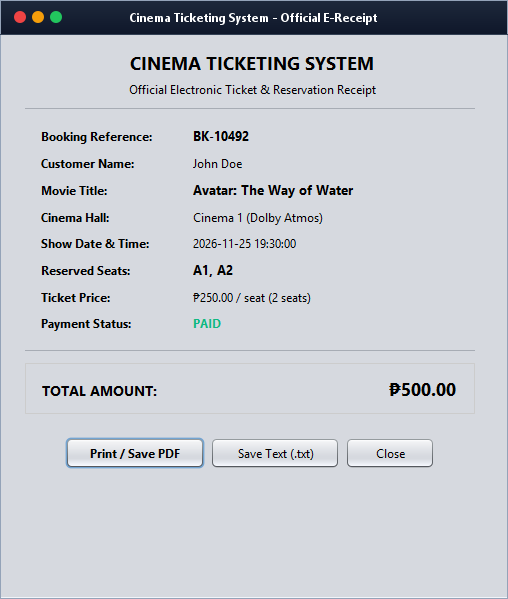 Cinema Ticketing System - Official E-Receipt
CINEMA TICKETING SYSTEM
Official Electronic Ticket & Reservation Receipt
Booking Reference: BK-10492
Customer Name: John Doe
Movie Title: Avatar: The Way of Water
Cinema Hall: Cinema 1 (Dolby Atmos)
Show Date & Time: 2026-11-25 19:30:00
Reserved Seats: A1, A2
Ticket Price: ₱250.00 / seat (2 seats)
Payment Status: PAID
TOTAL AMOUNT: ₱500.00
Print / Save PDF Save Text (.txt) Close